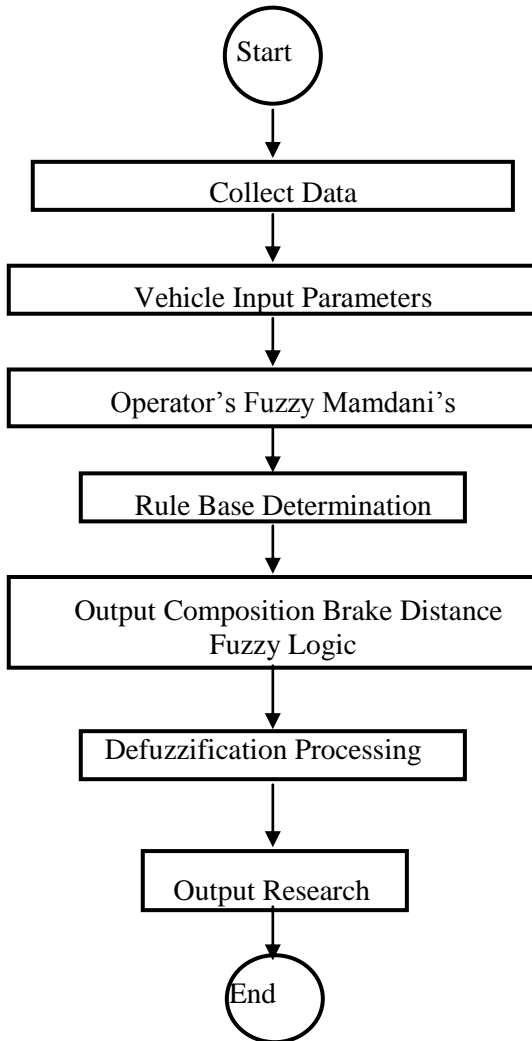 Start
Collect Data
Vehicle Input Parameters
Operator's Fuzzy Mamdani's
Rule Base Determination
Output Composition Brake Distance
Fuzzy Logic
Defuzzification Processing
Output Research
End